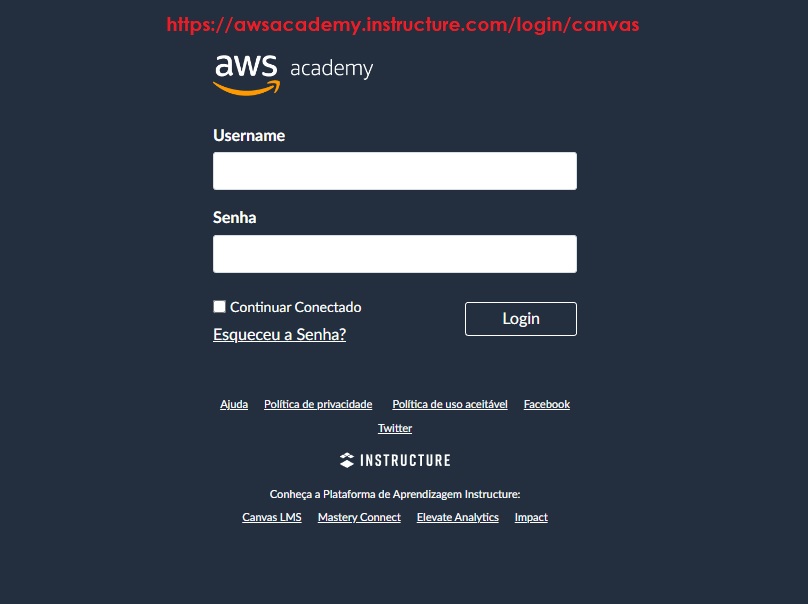 https://awsacademy.instructure.com/login/canvas
aws academy
Username
Senha
Continuar Conectado
Login
Esqueceu a Senha?
Ajuda Política de privacidade Política de uso aceitável Facebook
Twitter
INSTRUCTURE
Conheça a Plataforma de Aprendizagem Instructure:
Canvas LMS Mastery Connect Elevate Analytics Impact